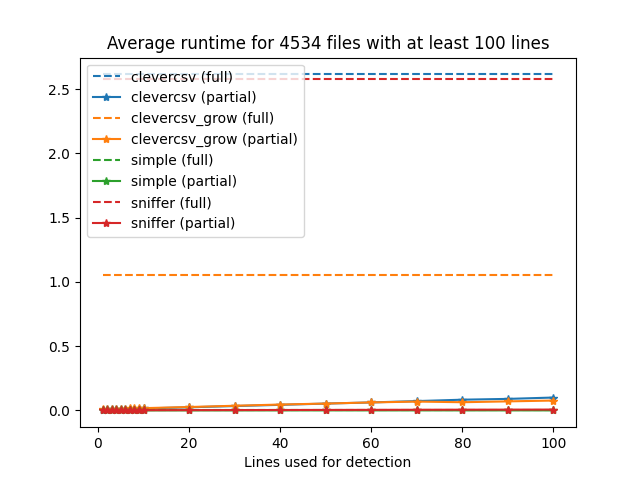 Average runtime for 4534 files with at least 100 lines
clevercsv (full)
clevercsv (partial)
clevercsv_grow (full)
clevercsv_grow (partial)
simple (full)
simple (partial)
sniffer (full)
sniffer (partial)
2.5
2.0
1.5
1.0
0.5
0.0
0 20 40 60 80 100
Lines used for detection